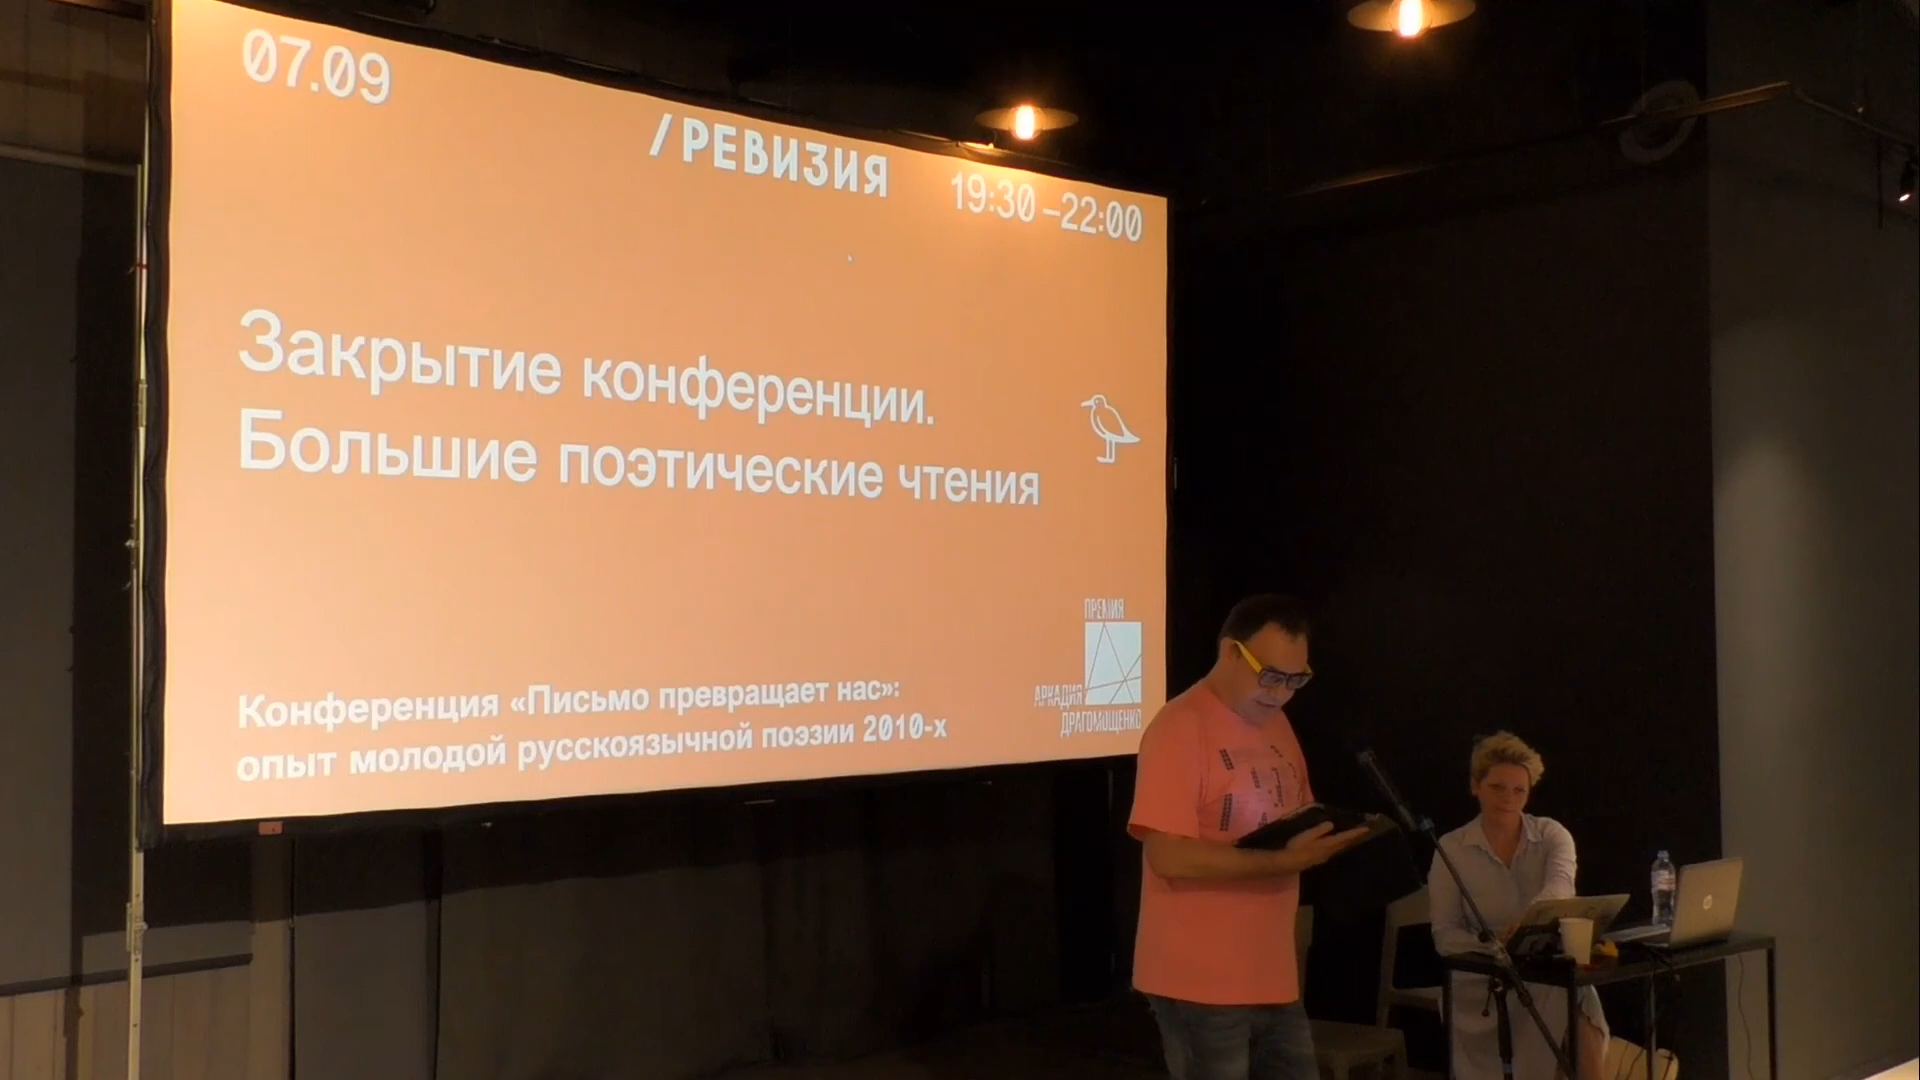 07.09
/РЕВИЗИЯ
19:30–22:00
Закрытие конференции.
Большие поэтические чтения
ПРЕМИЯ
АРКАДИЯ
ДРАГОМОЩЕНКО
Конференция «Письмо превращает нас»:
опыт молодой русскоязычной поэзии 2010-х
hp